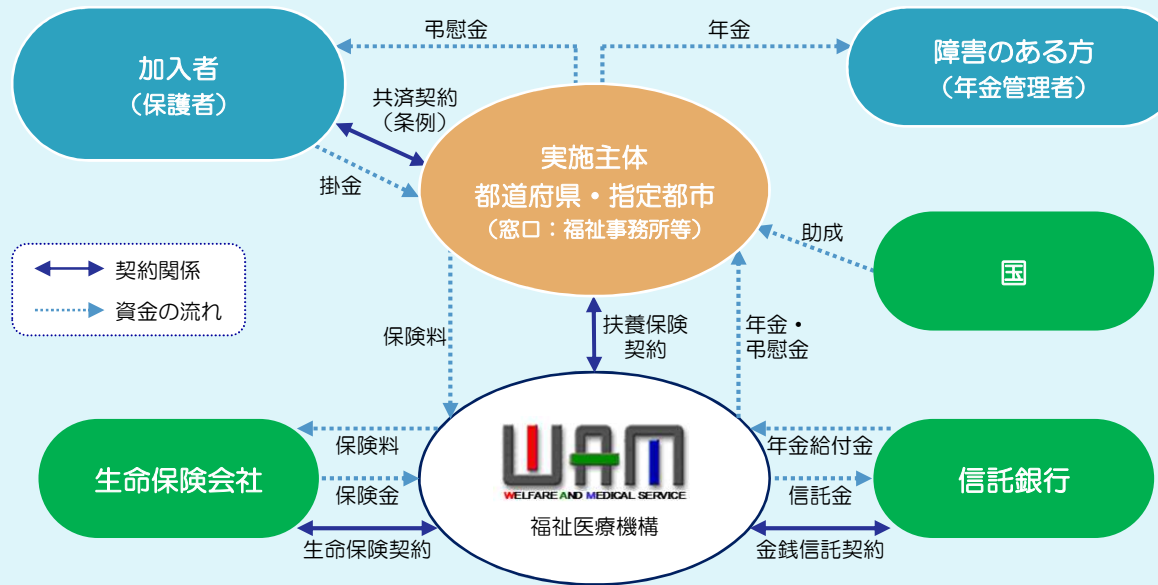 弔慰金
年金
加入者
（保護者）
障害のある方
（年金管理者）
共済契約
（条例）
掛金
実施主体
都道府県・指定都市
（窓口：福祉事務所等）
助成
国
契約関係
資金の流れ
保険料
扶養保険
契約
年金・
弔慰金
生命保険会社
保険料
保険金
生命保険契約
WAM
WELFARE AND MEDICAL SERVICE
福祉医療機構
年金給付金
信託金
金銭信託契約
信託銀行